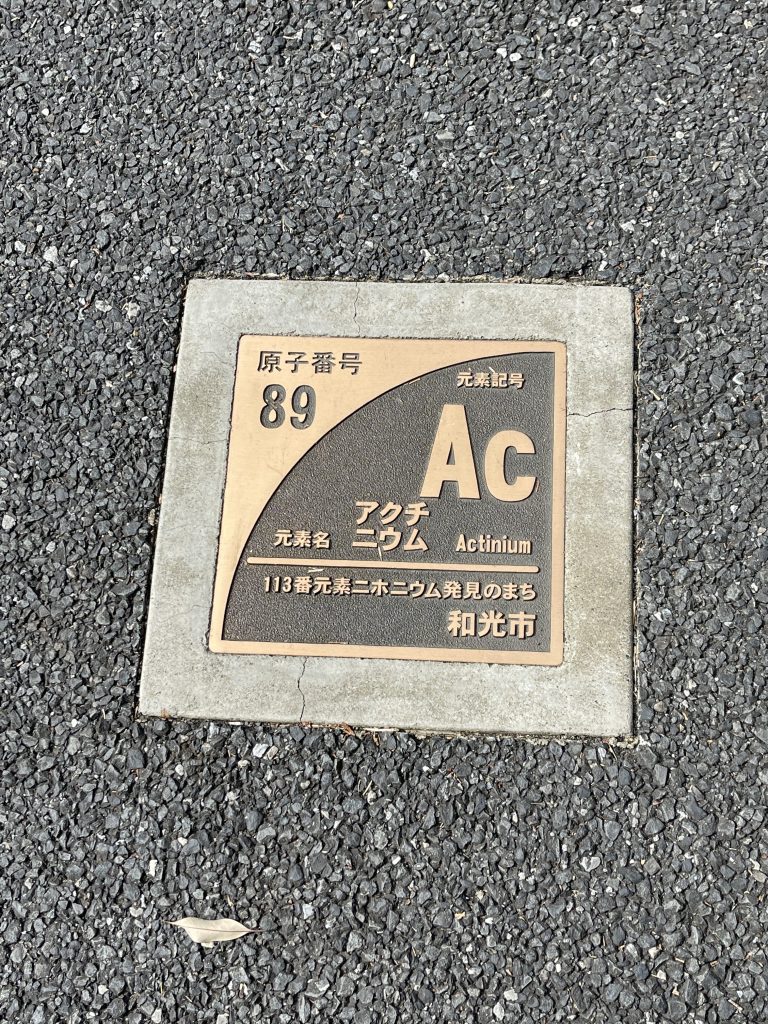 原子番号
89
元素記号
Ac
元素名 アクチニウム Actinium
113番元素ニホニウム発見のまち
和光市